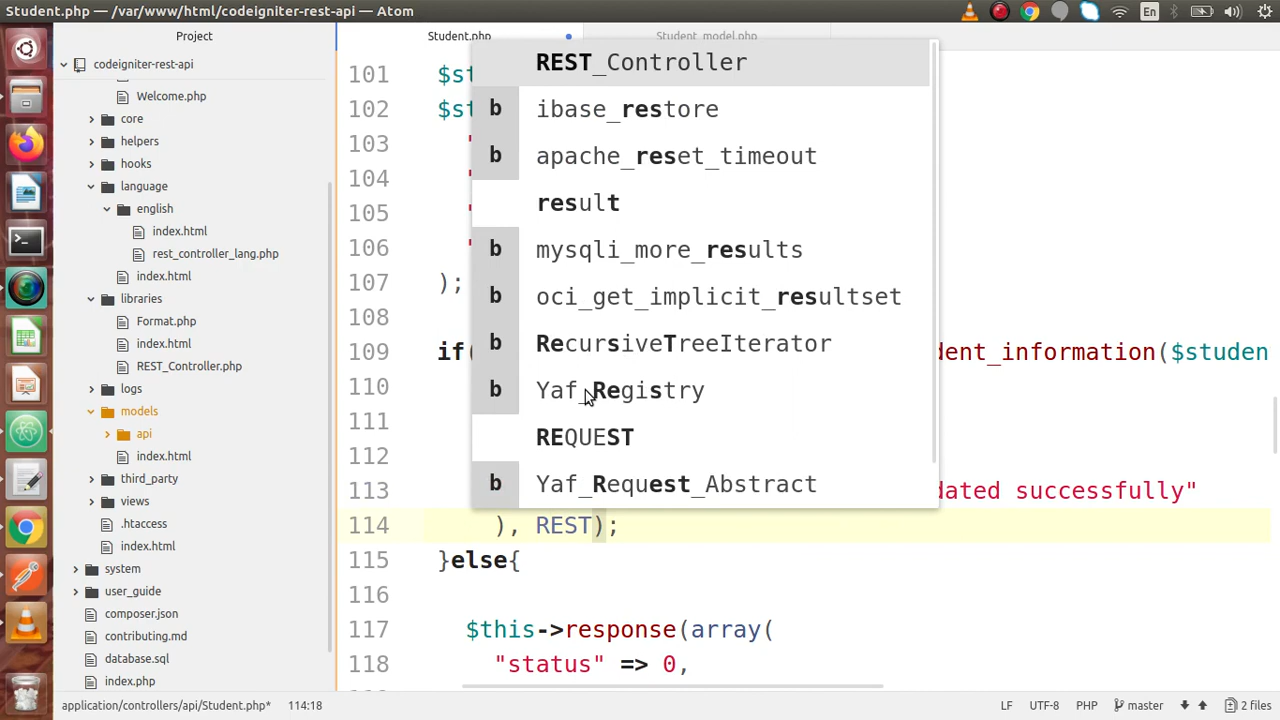 Student.php — /var/www/html/codeigniter-rest-api — Atom
En
Project
codeigniter-rest-api
Welcome.php
core
helpers
hooks
language
english
index.html
rest_controller_lang.php
index.html
libraries
Format.php
index.html
REST_Controller.php
logs
models
api
index.html
third_party
views
.htaccess
index.html
system
user_guide
composer.json
contributing.md
database.sql
index.php
Student.php
Student_model.php
101 $st
102 $st
103 "
104 "
105 "
106 "
107 );
108
109 if( dent_information($studen
110
111
112
113 dated successfully"
114 ), REST);
115 }else{
116
117 $this->response(array(
118 "status" => 0,
REST_Controller
b ibase_restore
b apache_reset_timeout
result
b mysqli_more_results
b oci_get_implicit_resultset
b RecursiveTreeIterator
b Yaf_Registry
REQUEST
b Yaf_Request_Abstract
application/controllers/api/Student.php* 114:18
LF UTF-8 PHP master 2 files